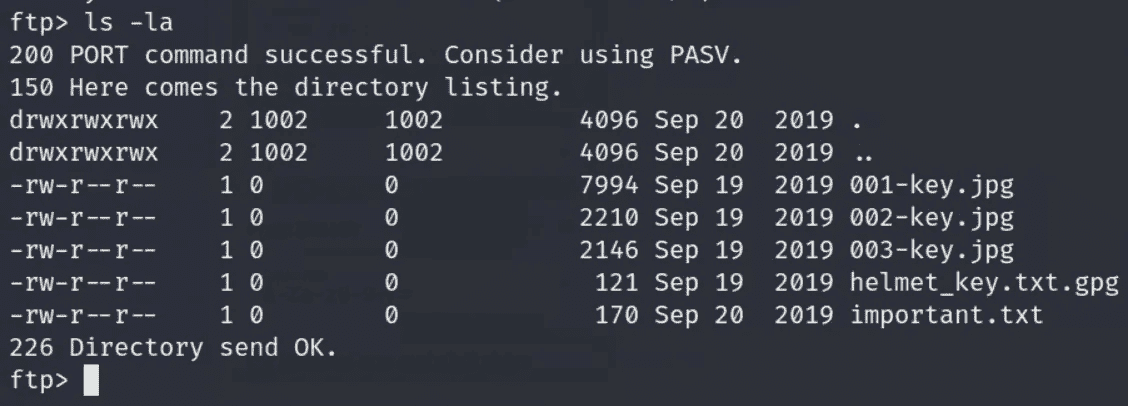 ftp> ls -la
200 PORT command successful. Consider using PASV.
150 Here comes the directory listing.
drwxrwxrwx    2 1002     1002         4096 Sep 20  2019 .
drwxrwxrwx    2 1002     1002         4096 Sep 20  2019 ..
-rw-r--r--    1 0        0            7994 Sep 19  2019 001-key.jpg
-rw-r--r--    1 0        0            2210 Sep 19  2019 002-key.jpg
-rw-r--r--    1 0        0            2146 Sep 19  2019 003-key.jpg
-rw-r--r--    1 0        0             121 Sep 19  2019 helmet_key.txt.gpg
-rw-r--r--    1 0        0             170 Sep 20  2019 important.txt
226 Directory send OK.
ftp>